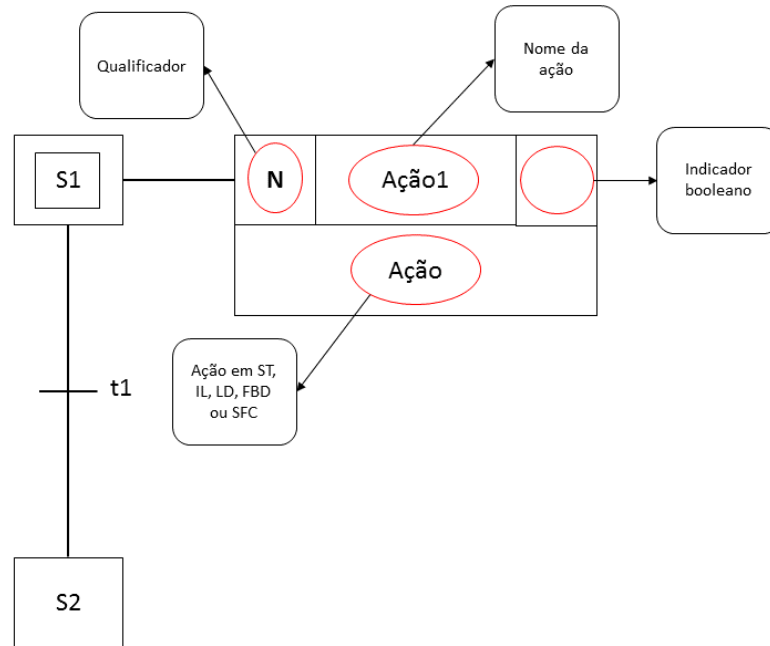 Qualificador
Nome da
ação
S1
N
Ação1
Indicador
booleano
Ação
Ação em ST,
IL, LD, FBD
ou SFC
t1
S2